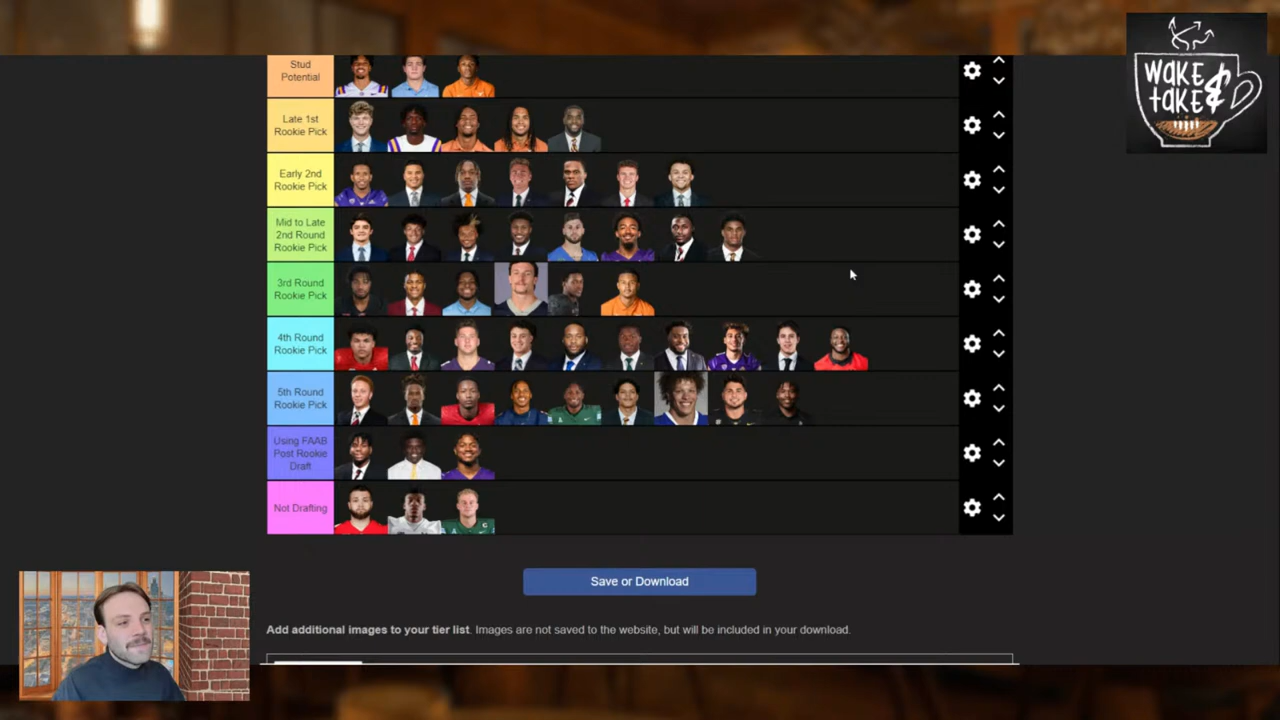 WAKE &
TAKE
Stud
Potential
Late 1st
Rookie Pick
Early 2nd
Rookie Pick
Mid to Late
2nd Round
Rookie Pick
3rd Round
Rookie Pick
4th Round
Rookie Pick
5th Round
Rookie Pick
Using FAAB
Post Rookie
Draft
Not Drafting
Save or Download
Add additional images to your tier list. Images are not saved to the website, but will be included in your download.